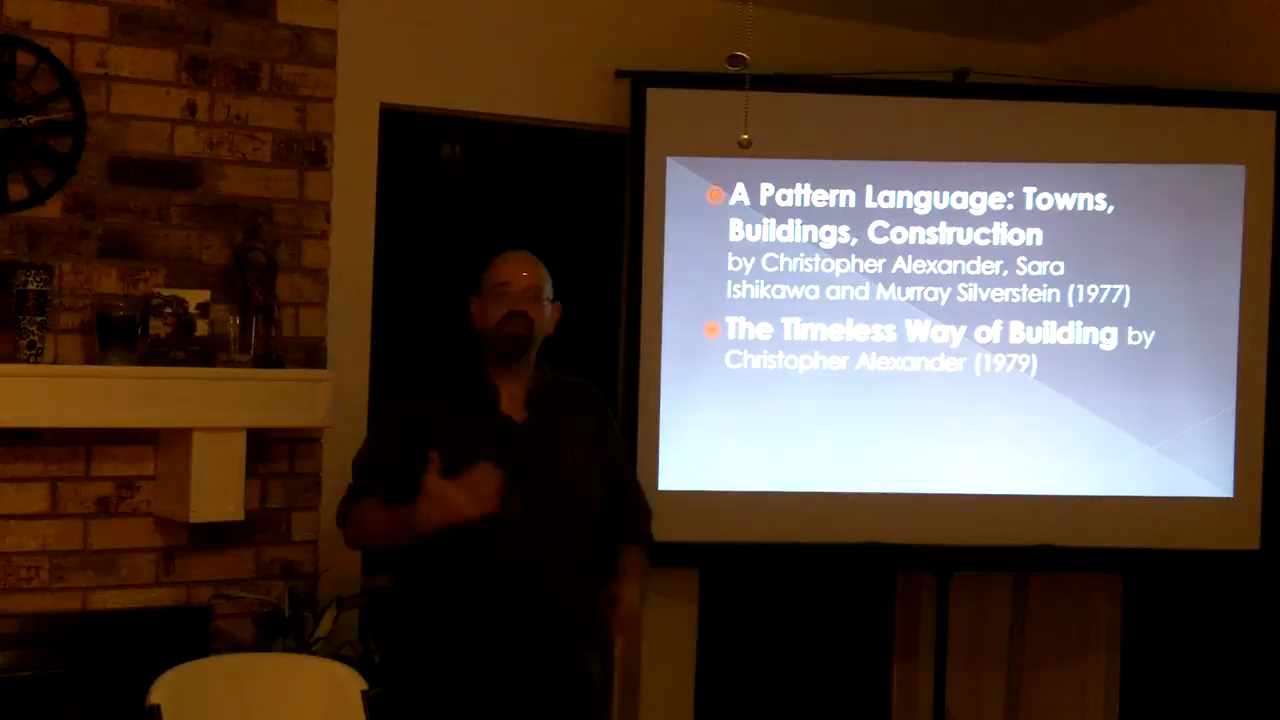 A Pattern Language: Towns,
Buildings, Construction
by Christopher Alexander, Sara
Ishikawa and Murray Silverstein (1977)
The Timeless Way of Building by
Christopher Alexander (1979)